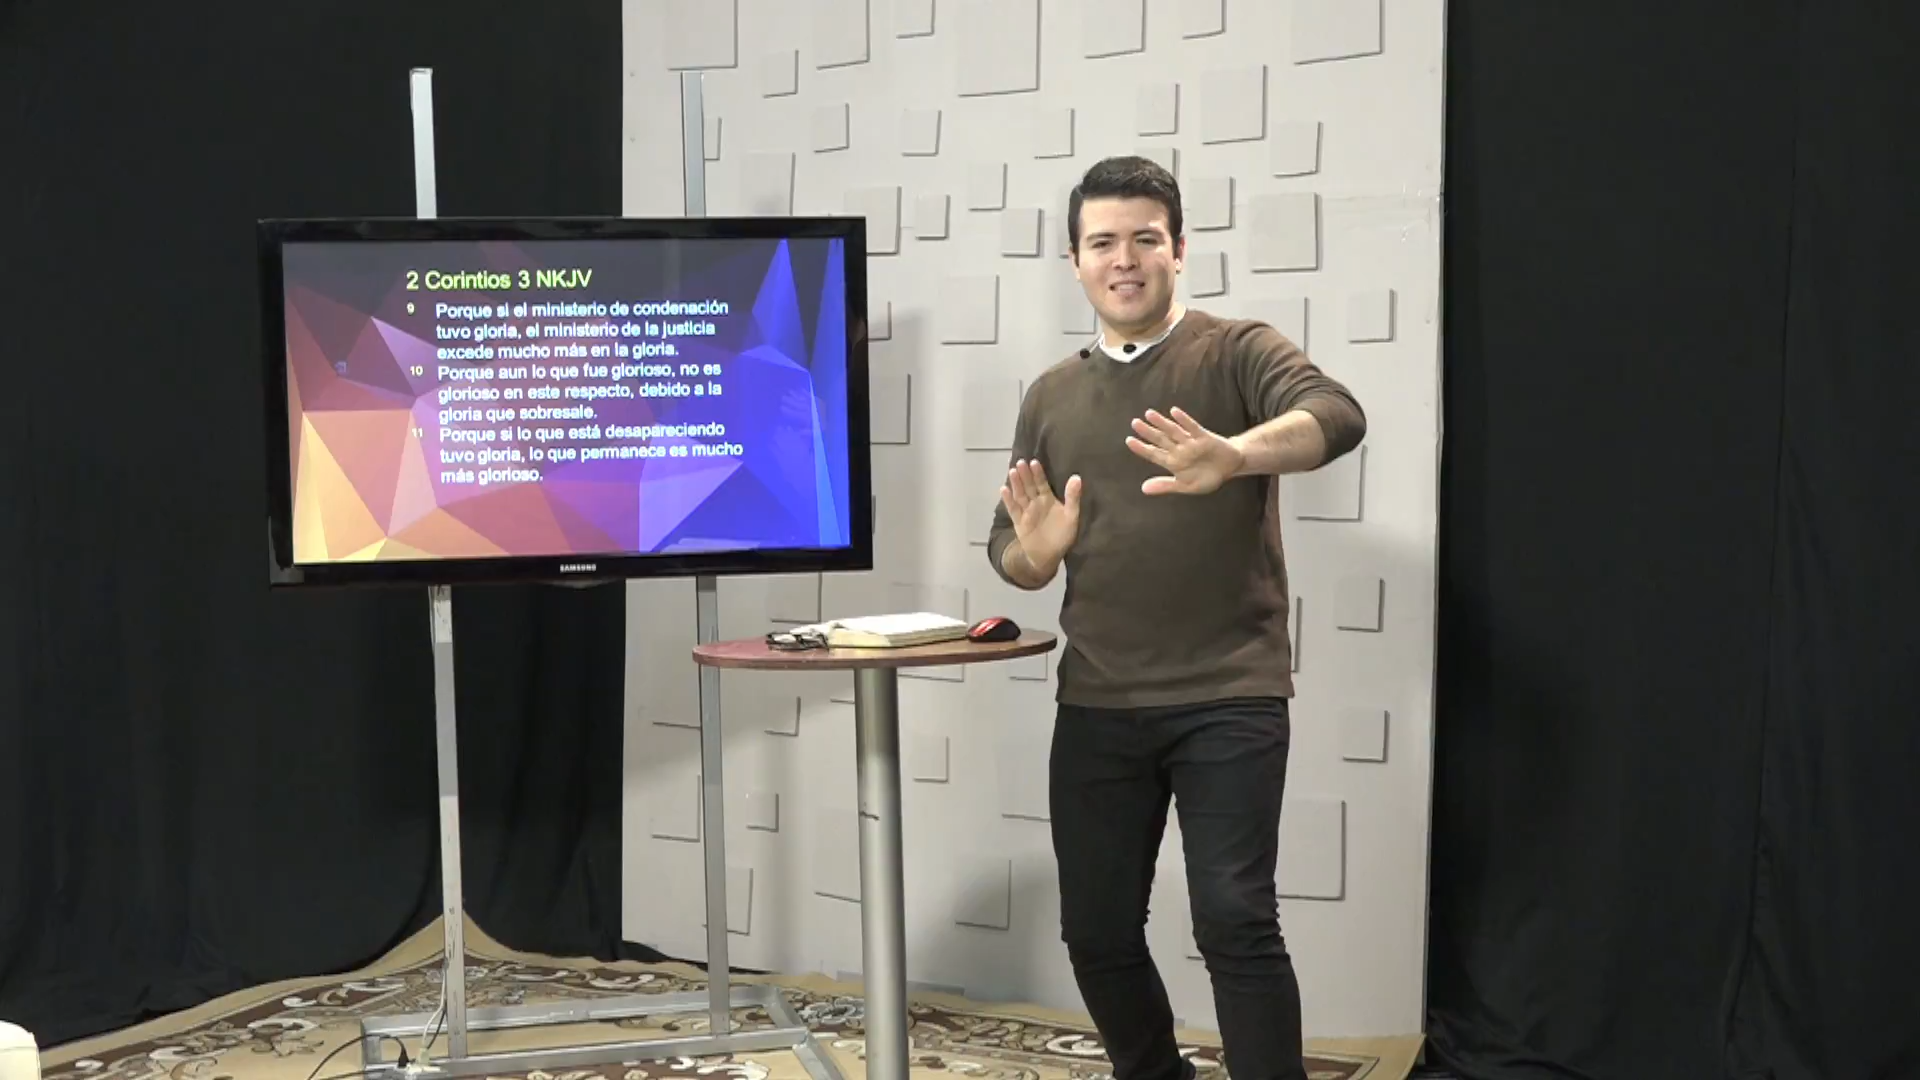 2 Corintios 3 NKJV
9 Porque si el ministerio de condenación
tuvo gloria, el ministerio de la justicia
excede mucho más en la gloria.
10 Porque aun lo que fue glorioso, no es
glorioso en este respecto, debido a la
gloria que sobresale.
11 Porque si lo que está desapareciendo
tuvo gloria, lo que permanece es mucho
más glorioso.
SAMSUNG